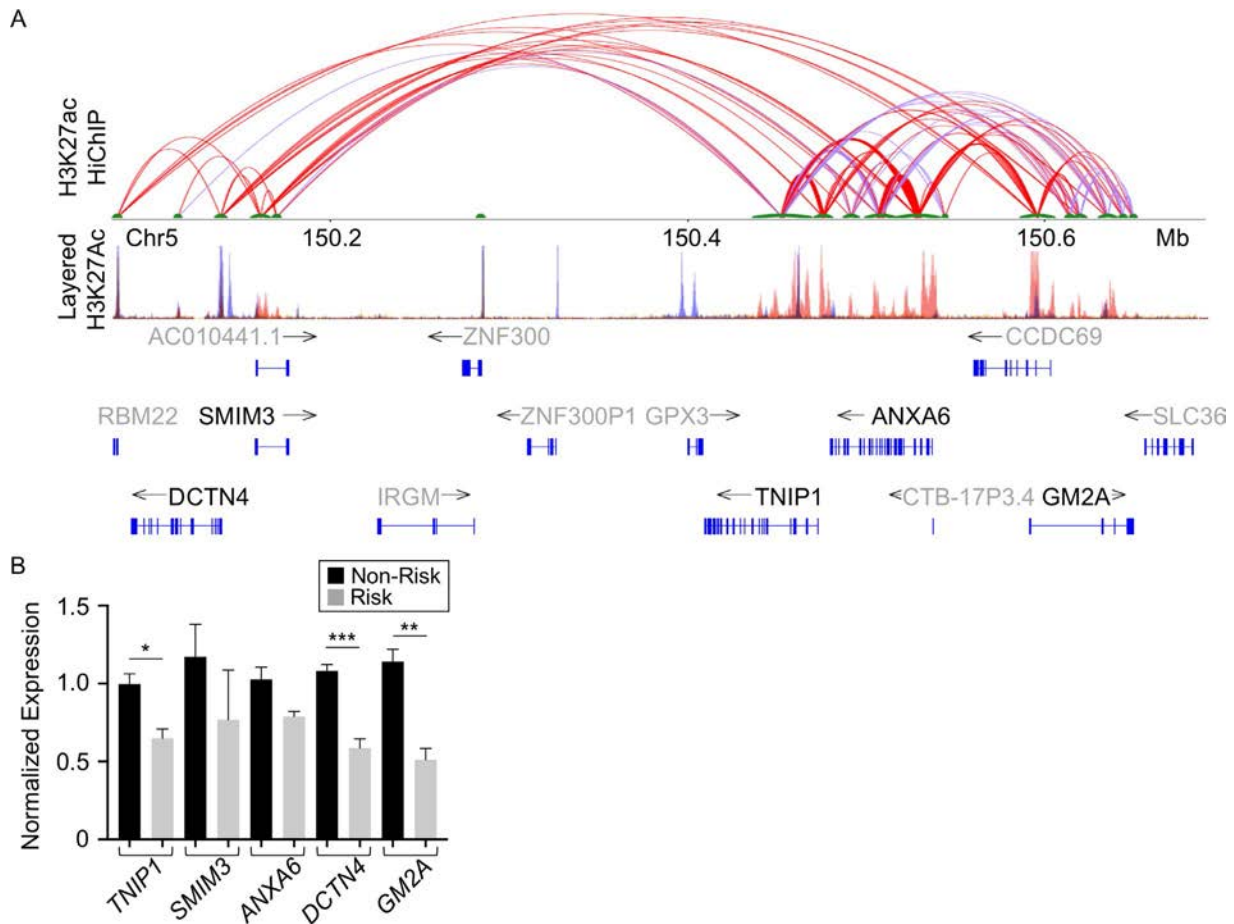 A
H3K27ac
HiChIP
Chr5 150.2 150.4 150.6 Mb
Layered
H3K27Ac
AC010441.1 ZNF300 CCDC69
RBM22 SMIM3 ZNF300P1 GPX3 ANXA6 SLC36
DCTN4 IRGM TNIP1 CTB-17P3.4 GM2A
B
Non-Risk
Risk
Normalized Expression
1.5
1.0
0.5
0
* *** **
TNIP1 SMIM3 ANXA6 DCTN4 GM2A